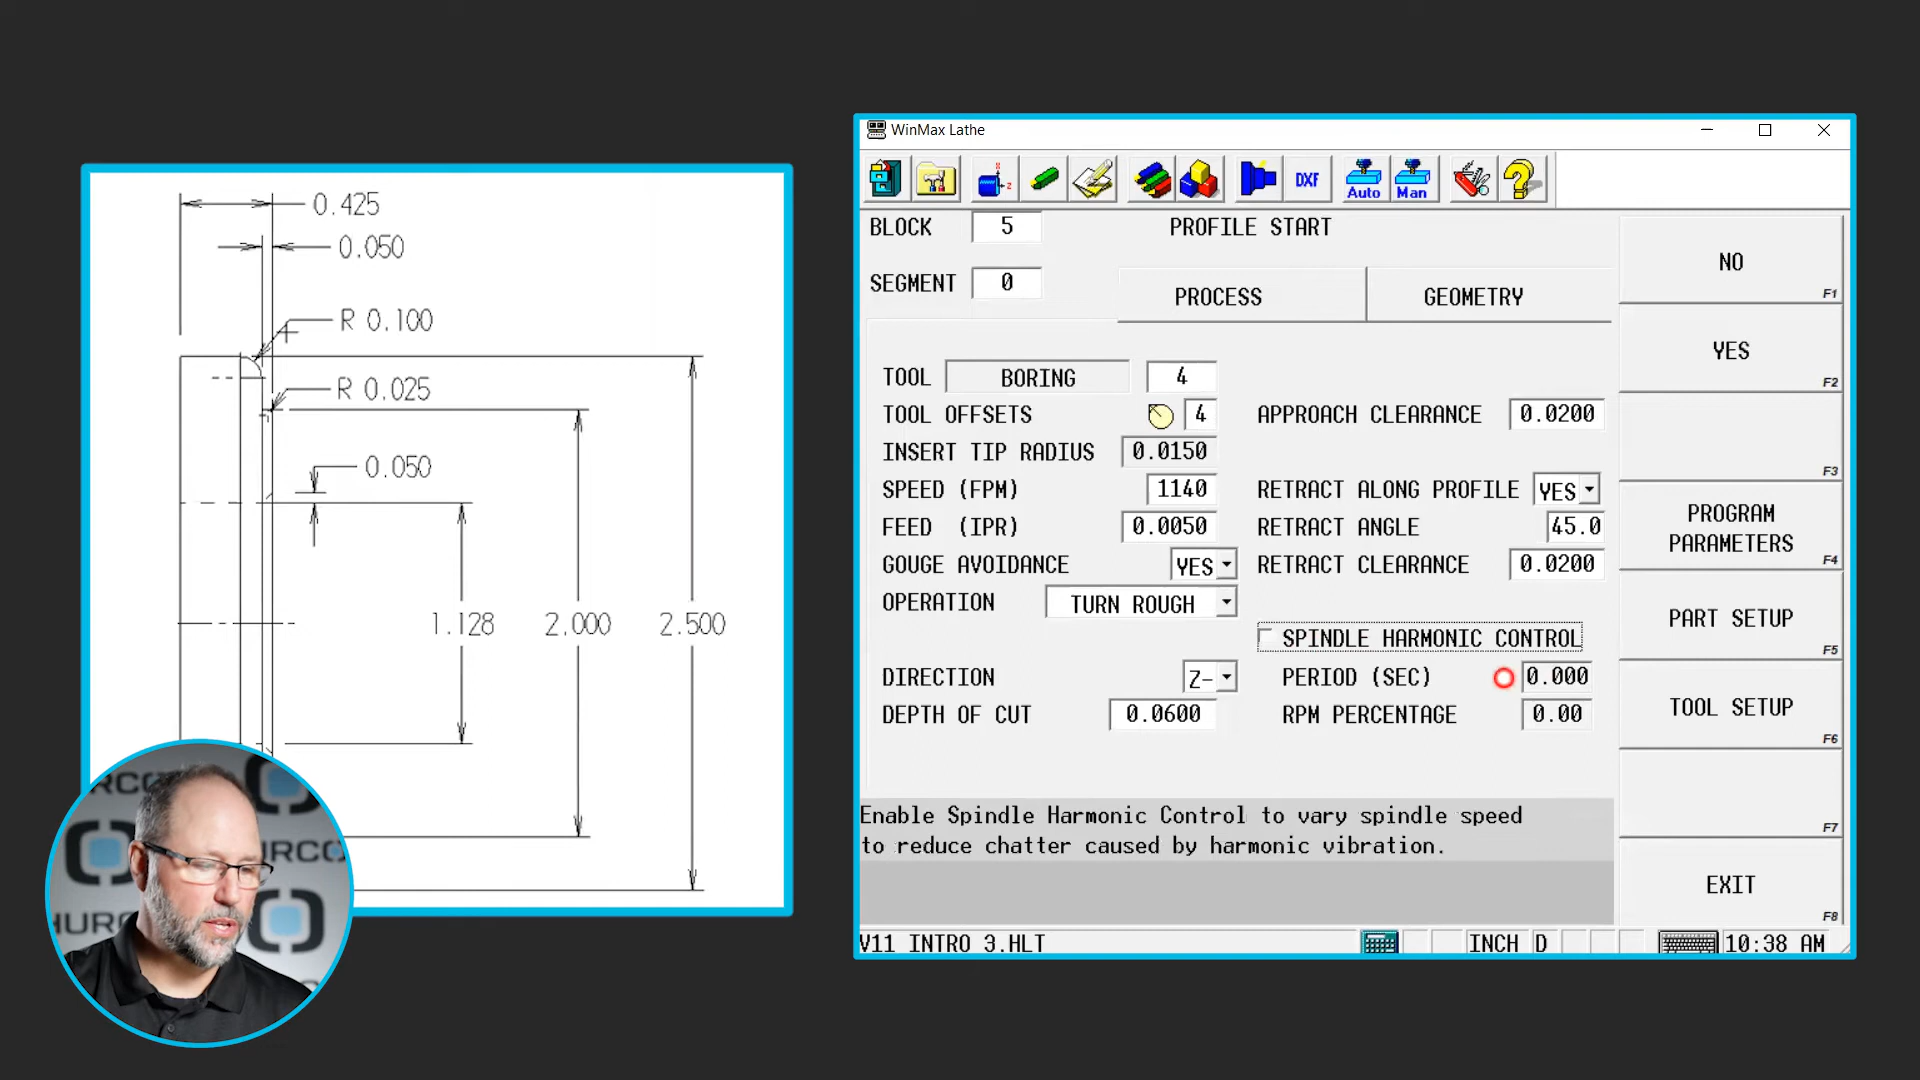 0.425
0.050
R 0.100
R 0.025
0.050
1.128
2.000
2.500
HURCO
WinMax Lathe
DXF
Auto
Man
BLOCK 5 PROFILE START
SEGMENT 0
PROCESS GEOMETRY
TOOL BORING 4
TOOL OFFSETS 4
INSERT TIP RADIUS 0.0150
SPEED (FPM) 1140
FEED (IPR) 0.0050
GOUGE AVOIDANCE YES
OPERATION TURN ROUGH
DIRECTION Z-
DEPTH OF CUT 0.0600
APPROACH CLEARANCE 0.0200
RETRACT ALONG PROFILE YES
RETRACT ANGLE 45.0
RETRACT CLEARANCE 0.0200
SPINDLE HARMONIC CONTROL
PERIOD (SEC) 0.000
RPM PERCENTAGE 0.00
Enable Spindle Harmonic Control to vary spindle speed
to reduce chatter caused by harmonic vibration.
NO
F1
YES
F2
F3
PROGRAM
PARAMETERS
F4
PART SETUP
F5
TOOL SETUP
F6
F7
EXIT
F8
V11 INTRO 3.HLT INCH D 10:38 AM